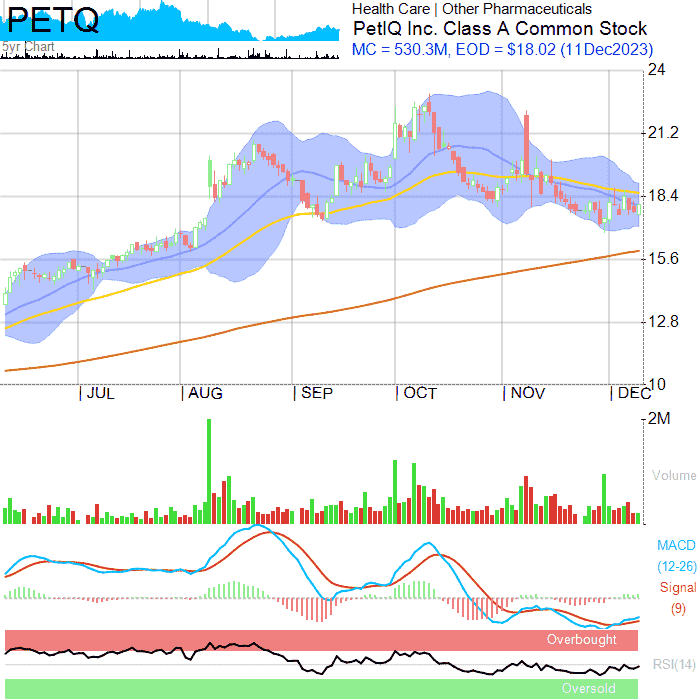 PETQ
5yr Chart
Health Care | Other Pharmaceuticals
PetIQ Inc. Class A Common Stock
MC = 530.3M, EOD = $18.02 (11Dec2023)
24
21.2
18.4
15.6
12.8
10
JUL
AUG
SEP
OCT
NOV
DEC
2M
Volume
MACD
(12-26)
Signal
(9)
Overbought
RSI(14)
Oversold